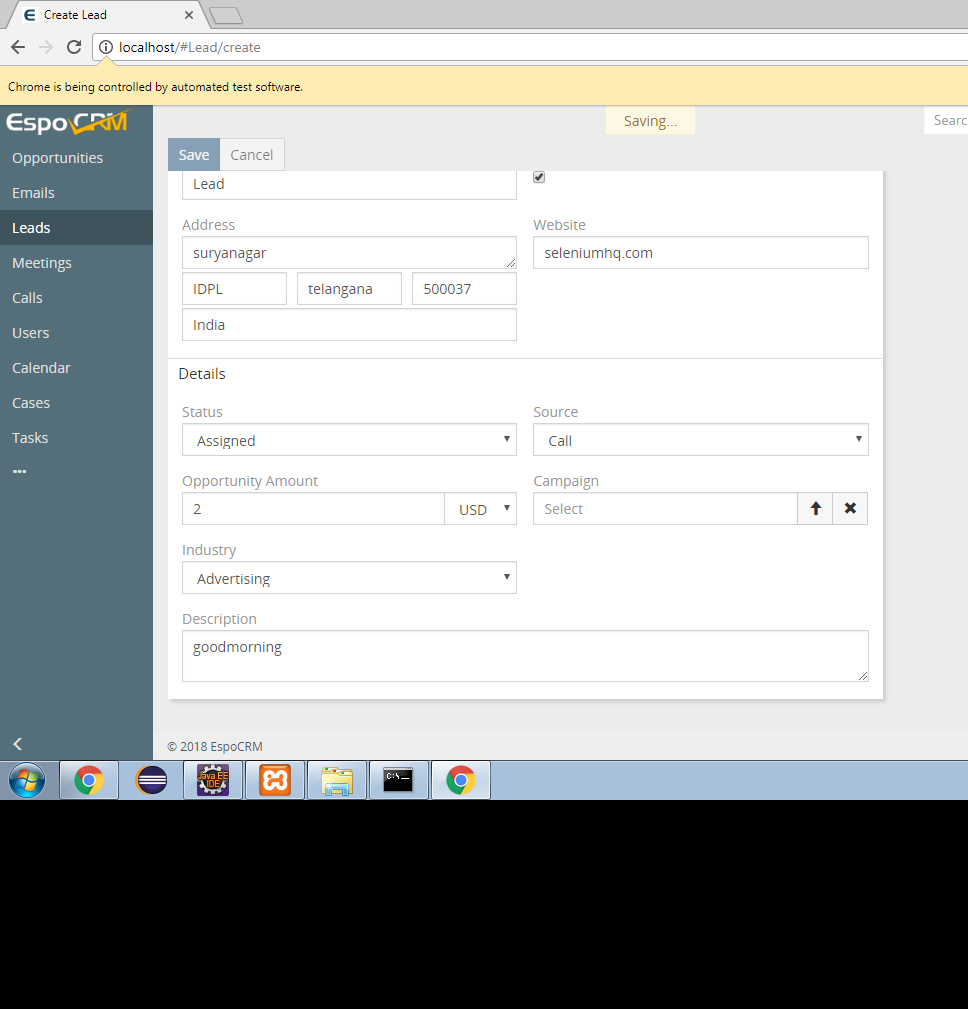 Create Lead
localhost/#Lead/create
Chrome is being controlled by automated test software.
EspoCRM
Saving...
Searc
Opportunities
Emails
Leads
Meetings
Calls
Users
Calendar
Cases
Tasks
Save
Cancel
Lead
Address
Website
suryanagar
seleniumhq.com
IDPL
telangana
500037
India
Details
Status
Source
Assigned
Call
Opportunity Amount
Campaign
2
USD
Select
Industry
Advertising
Description
goodmorning
© 2018 EspoCRM
Java EE
IDE
C:\_